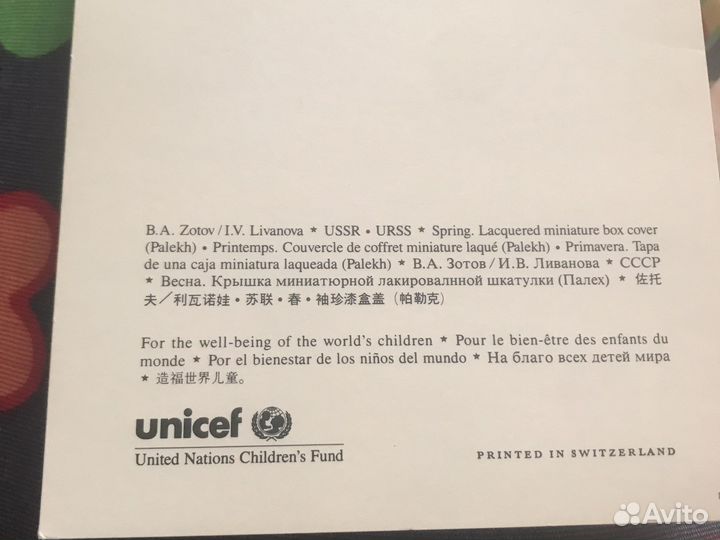 B.A. Zotov/I.V. Livanova ★ USSR • URSS ★ Spring. Lacquered miniature box cover
(Palekh) • Printemps. Couvercle de coffret miniature laqué (Palekh) • Primavera. Tapa
de una caja miniatura laqueada (Palekh) ★ В.А. Зотов/И.В. Ливанова ★ СССР
★ Весна. Крышка миниатюрной лакировалнной шкатулки (Палех) ★ 佐托
夫／利瓦诺娃・苏联・春・袖珍漆盒盖（帕勒克）
For the well-being of the world's children ★ Pour le bien-être des enfants du
monde ★ Por el bienestar de los niños del mundo ★ На благо всех детей мира
★ 造福世界儿童。
unicef
United Nations Children's Fund
PRINTED IN SWITZERLAND
Avito